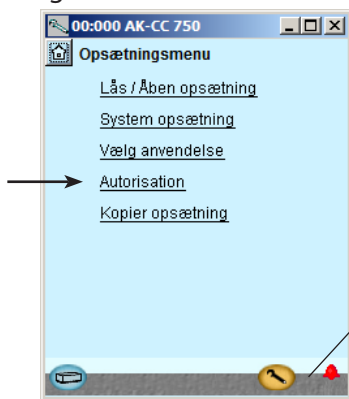 00:000 AK-CC 750
Opsætningsmenu
Lås / Åben opsætning
System opsætning
Vælg anvendelse
Autorisation
Kopier opsætning